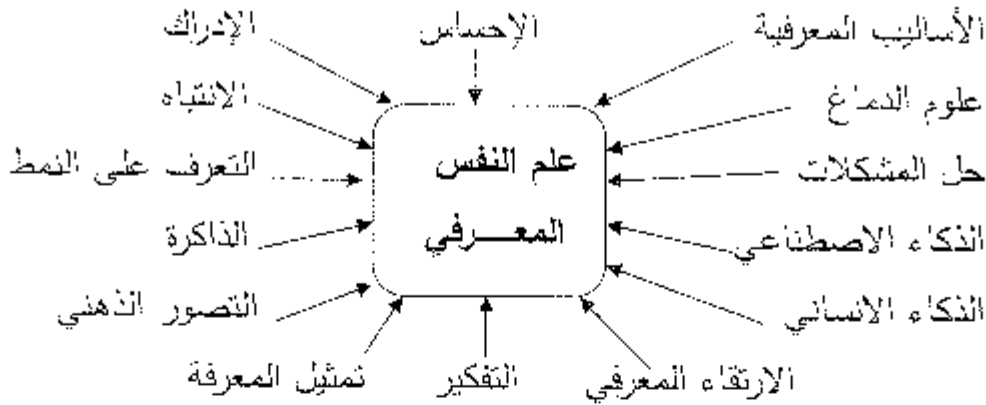 الأساليب المعرفية
الإحساس
الإدراك
علوم الدماغ
الانتباه
علم النفس
حل المشكلات
التعرف على النمط
المعـــرفي
الذكاء الاصطناعي
الذاكرة
الذكاء الانساني
التصور الذهني
الارتقاء المعرفي
التفكير
تمثيل المعرفة